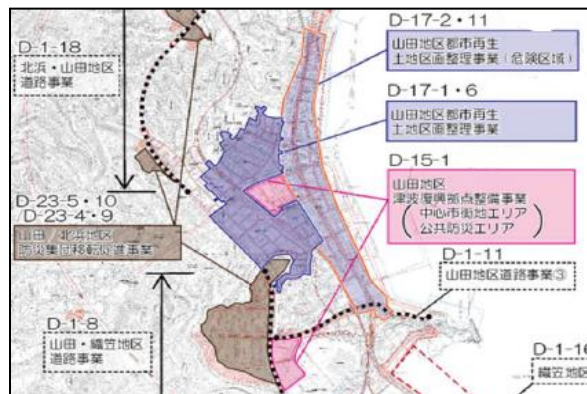 D-1-18
北浜・山田地区
道路事業
D-23-5・10
D-23-4・9
山田/北浜地区
防災集団移転促進事業
D-1-8
山田・織笠地区
道路事業
D-17-2・11
山田地区都市再生
土地区画整理事業(危険区域)
D-17-1・6
山田地区都市再生
土地区画整理事業
D-15-1
山田地区
津波復興拠点整備事業
(中心市街地エリア
公共防災エリア)
D-1-11
山田地区道路事業③
D-1-16
織笠地区